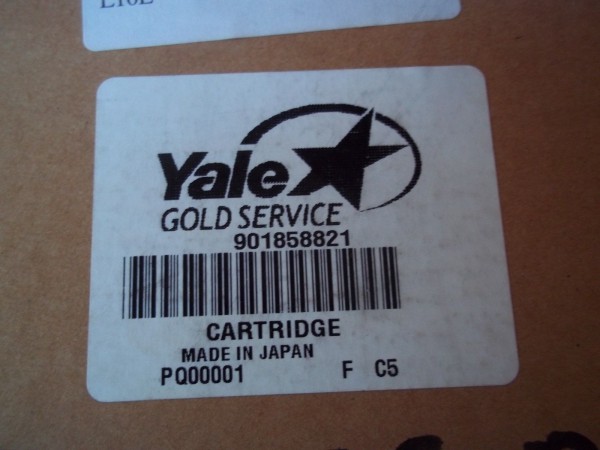 Yale
GOLD SERVICE
901858821
CARTRIDGE
MADE IN JAPAN
PQ00001 F C5